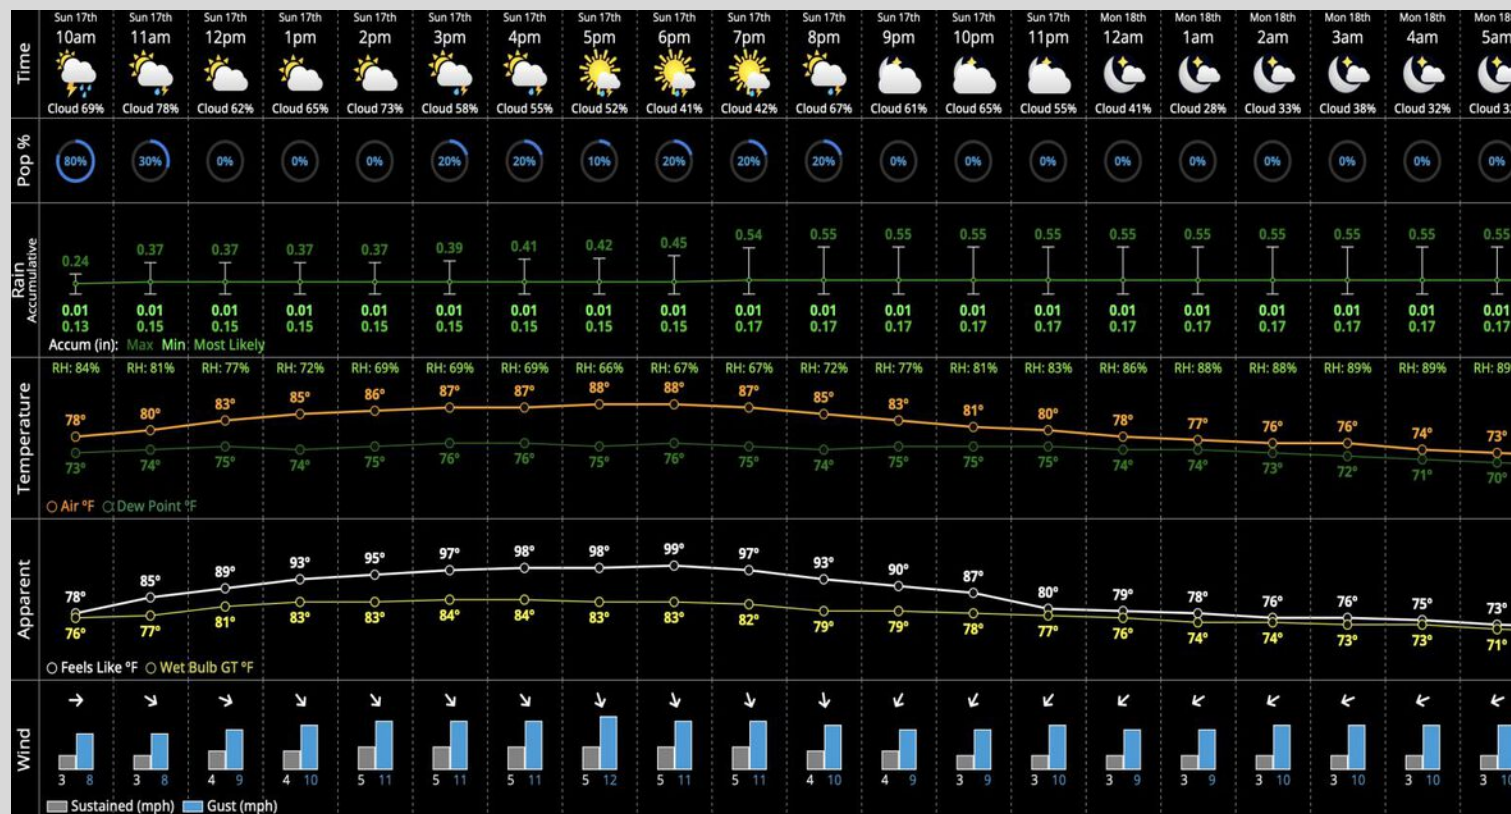 Time
Sun 17th Sun 17th Sun 17th Sun 17th Sun 17th Sun 17th Sun 17th Sun 17th Sun 17th Sun 17th Sun 17th Sun 17th Sun 17th Sun 17th Mon 18th Mon 18th Mon 18th Mon 18th Mon 18th Mon 18
10am 11am 12pm 1pm 2pm 3pm 4pm 5pm 6pm 7pm 8pm 9pm 10pm 11pm 12am 1am 2am 3am 4am 5am
Cloud 69% Cloud 78% Cloud 62% Cloud 65% Cloud 73% Cloud 58% Cloud 55% Cloud 52% Cloud 41% Cloud 42% Cloud 67% Cloud 61% Cloud 65% Cloud 55% Cloud 41% Cloud 28% Cloud 33% Cloud 38% Cloud 32% Cloud 3
Pop %
80% 30% 0% 0% 0% 20% 20% 10% 20% 20% 20% 0% 0% 0% 0% 0% 0% 0% 0% 0%
Rain
Accumulative
0.24 0.37 0.37 0.37 0.37 0.39 0.41 0.42 0.45 0.54 0.55 0.55 0.55 0.55 0.55 0.55 0.55 0.55 0.55 0.55
0.01 0.01 0.01 0.01 0.01 0.01 0.01 0.01 0.01 0.01 0.01 0.01 0.01 0.01 0.01 0.01 0.01 0.01 0.01 0.01
0.13 0.15 0.15 0.15 0.15 0.15 0.15 0.15 0.15 0.17 0.17 0.17 0.17 0.17 0.17 0.17 0.17 0.17 0.17 0.17
Accum (in): Max Min Most Likely
Temperature
RH: 84% RH: 81% RH: 77% RH: 72% RH: 69% RH: 69% RH: 69% RH: 66% RH: 67% RH: 67% RH: 72% RH: 77% RH: 81% RH: 83% RH: 86% RH: 88% RH: 88% RH: 89% RH: 89% RH: 89
78° 80° 83° 85° 86° 87° 87° 88° 88° 87° 85° 83° 81° 80° 78° 77° 76° 76° 74° 73°
73° 74° 75° 74° 75° 76° 76° 75° 76° 75° 74° 75° 75° 75° 74° 74° 73° 72° 71° 70°
Air °F Dew Point °F
Apparent
78° 85° 89° 93° 95° 97° 98° 98° 99° 97° 93° 90° 87° 80° 79° 78° 76° 76° 75° 73°
76° 77° 81° 83° 83° 84° 84° 83° 83° 82° 79° 79° 78° 77° 76° 74° 74° 73° 73° 71°
Feels Like °F Wet Bulb GT °F
Wind
3 8 3 8 4 9 4 10 5 11 5 11 5 11 5 12 5 11 5 11 4 10 4 9 3 9 3 10 3 9 3 9 3 10 3 10 3 10 3 10
Sustained (mph) Gust (mph)